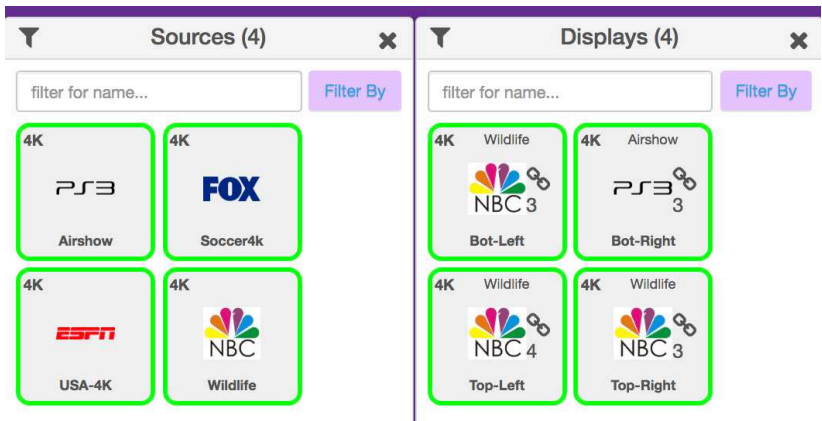 Sources (4)
filter for name...
Filter By
4K
PS3
Airshow
4K
FOX
Soccer4k
4K
ESPN
USA-4K
4K
NBC
Wildlife
Displays (4)
filter for name...
Filter By
4K Wildlife
NBC 3
Bot-Left
4K Airshow
PS3
3
Bot-Right
4K Wildlife
NBC 4
Top-Left
4K Wildlife
NBC 3
Top-Right